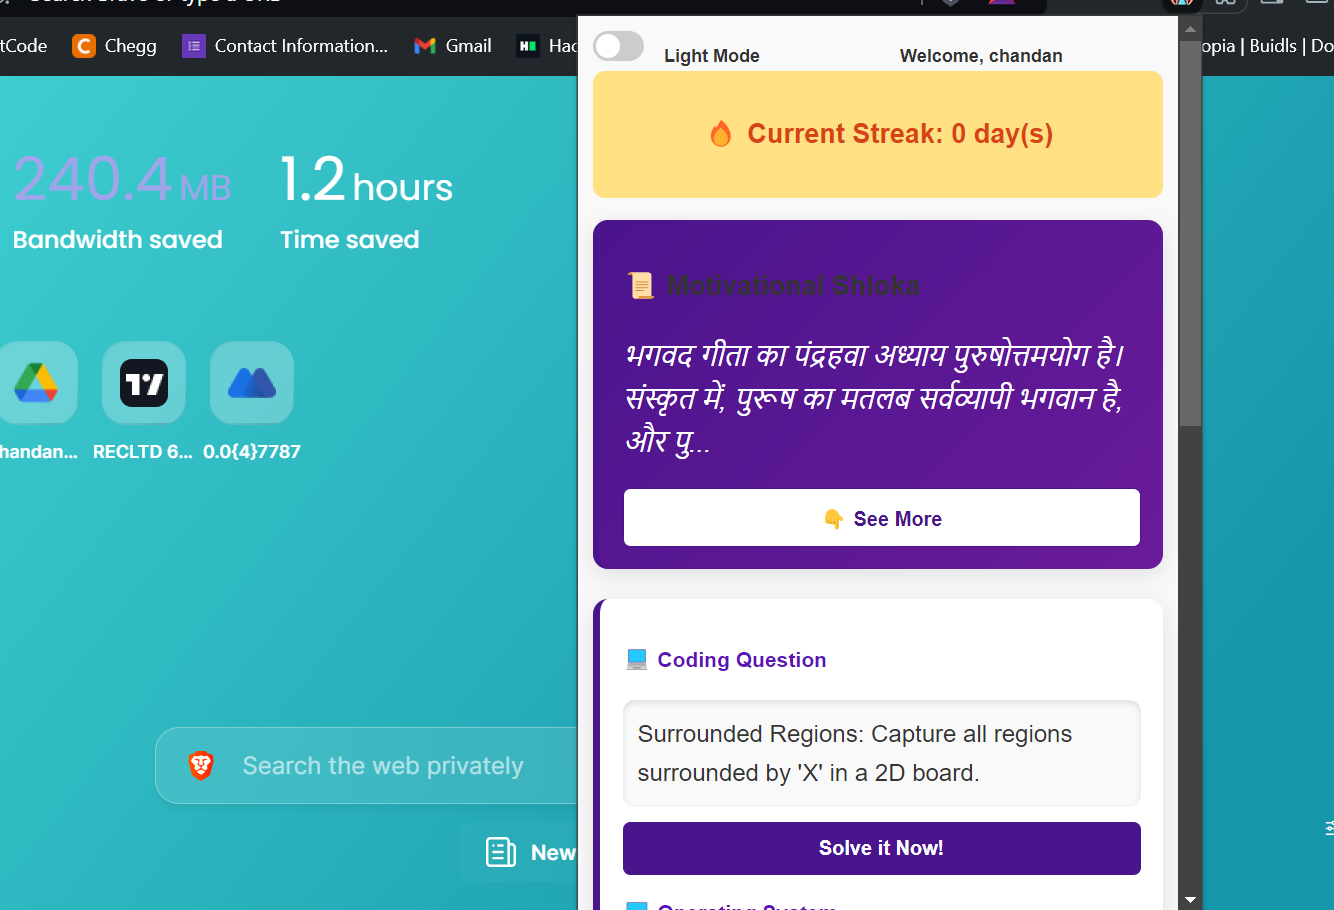 tCode
Chegg
Contact Information...
Gmail
opia | Buidls | Do
240.4 MB
Bandwidth saved
1.2 hours
Time saved
handan...
RECLTD 6...
0.0{4}7787
Search the web privately
New
Light Mode
Welcome, chandan
🔥 Current Streak: 0 day(s)
📜 Motivational Shloka
भगवद गीता का पंद्रहवा अध्याय पुरुषोत्तमयोग है।
संस्कृत में, पुरूष का मतलब सर्वव्यापी भगवान है,
और पु...
👇 See More
💻 Coding Question
Surrounded Regions: Capture all regions
surrounded by 'X' in a 2D board.
Solve it Now!